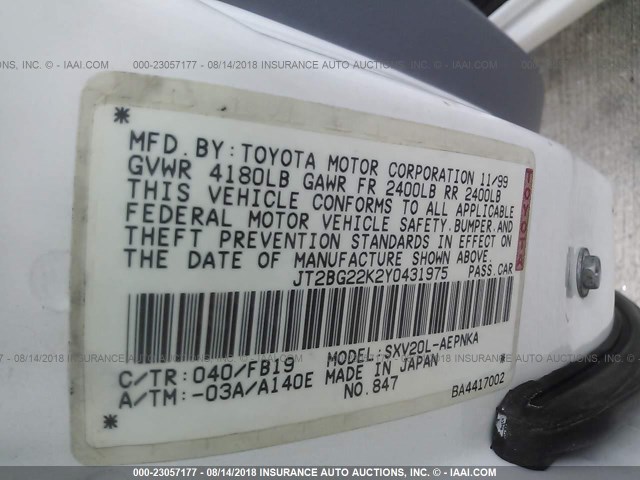 000-23057177 - 08/14/2018 INSURANCE AUTO AUCTIONS, INC. © - IAAI.COM
MFD. BY: TOYOTA MOTOR CORPORATION 11/99
GVWR 4180LB GAWR FR 2400LB RR 2400LB
THIS VEHICLE CONFORMS TO ALL APPLICABLE
FEDERAL MOTOR VEHICLE SAFETY, BUMPER, AND
THEFT PREVENTION STANDARDS IN EFFECT ON
THE DATE OF MANUFACTURE SHOWN ABOVE.
TOYOTA
JT2BG22K2Y0431975 PASS. CAR
C/TR: 040/FB19 MODEL: SXV20L-AEPNKA
A/TM: -03A/A140E MADE IN JAPAN
NO. 847 BA4417002
000-23057177 - 08/14/2018 INSURANCE AUTO AUCTIONS, INC. © - IAAI.COM